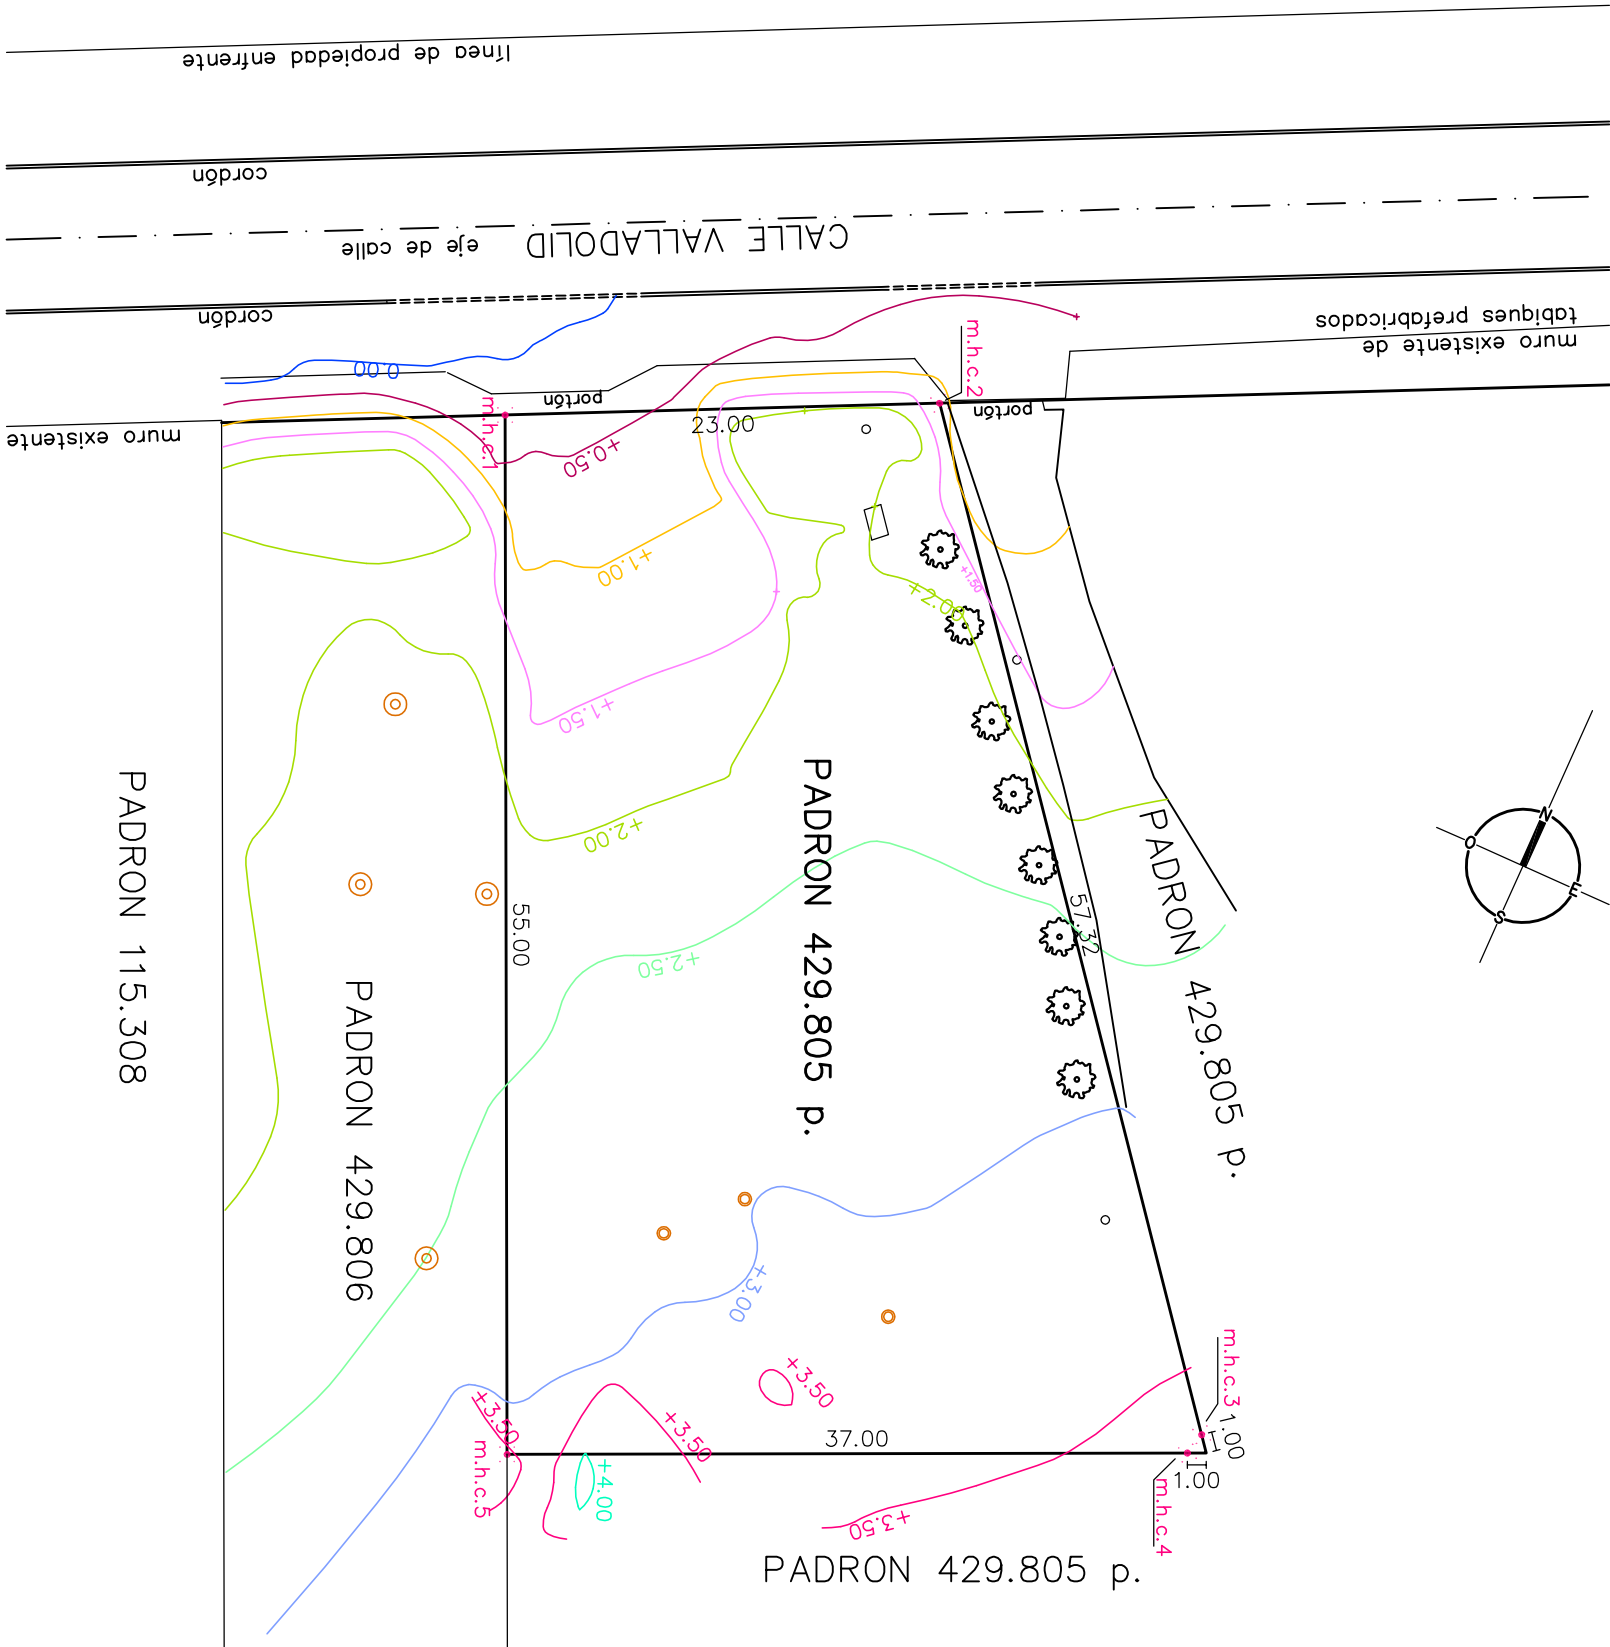 línea de propiedad enfrente
cordón
CALLE VALLADOLID
eje de calle
cordón
tabiques prefabricados
muro existente de
0.00
portón
m.h.c.1
m.h.c.2
portón
muro existente
23.00
+0.50
+1.00
+1.50
+2.00
+1.50
+2.00
PADRON 115.308
PADRON 429.806
PADRON 429.805 p.
PADRON 429.805 p.
55.00
57.32
+2.50
N
O
E
S
+3.00
+3.50
+3.50
+3.50
+4.00
37.00
m.h.c.3
1.00
1.00
m.h.c.4
m.h.c.5
+3.50
PADRON 429.805 p.